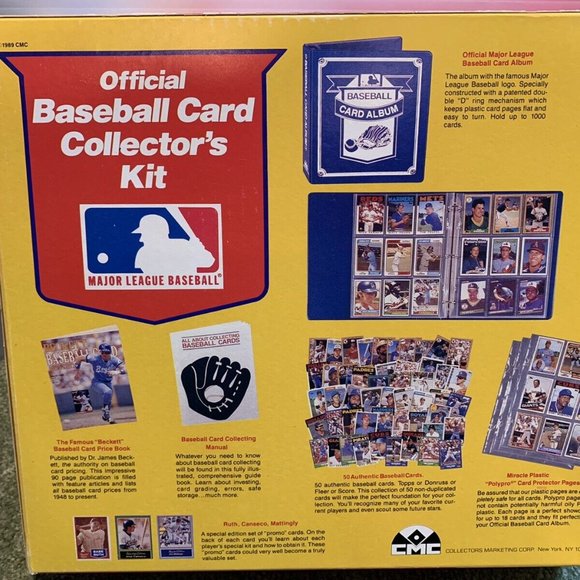 1989 CMC
Official
Baseball Card
Collector's
Kit
MAJOR LEAGUE BASEBALL®
BASEBALL
CARD ALBUM
Official Major League
Baseball Card Album
The album with the famous Major
League Baseball logo. Specially
constructed with a patented dou-
ble "D" ring mechanism which
keeps plastic card pages flat and
easy to turn. Hold up to 1000
cards.
REDS MARINERS METS
ALL ABOUT COLLECTING
BASEBALL CARDS
The Famous "Beckett"
Baseball Card Price Book
Published by Dr. James Beck-
ett, the authority on baseball
card pricing. This impressive
90 page publication is filled
with feature articles and lists
all baseball card prices from
1948 to present.
Baseball Card Collecting
Manual
Whatever you need to know
about baseball card collecting
will be found in this fully illus-
trated, comprehensive guide
book. Learn about investing,
card grading, errors, safe
storage...much more.
50 Authentic Baseball Cards.
50 authentic baseball cards. Topps or Donruss or
Fleer or Score. This collection of 50 non-duplicated
cards will make the perfect foundation for your col-
lection. You'll recognize many of your favorite cur-
rent players and even scout some future stars.
Miracle Plastic
"Polypro" Card Protector Pages
Be assured that our plastic pages are
pletely safe for all cards. Polypro pages
not contain potentially harmful oily
plastic. Each page is a perfect showc
for up to 18 cards and they fit perfect
your Official Baseball Card Album.
Ruth, Canseco, Mattingly
A special edition set of "promo" cards. On the
back of each card you'll learn about each
player's special kit and how to obtain it. These
"promo" cards could very well become a truly
valuable set.
CMC
COLLECTORS MARKETING CORP. New York, NY 10